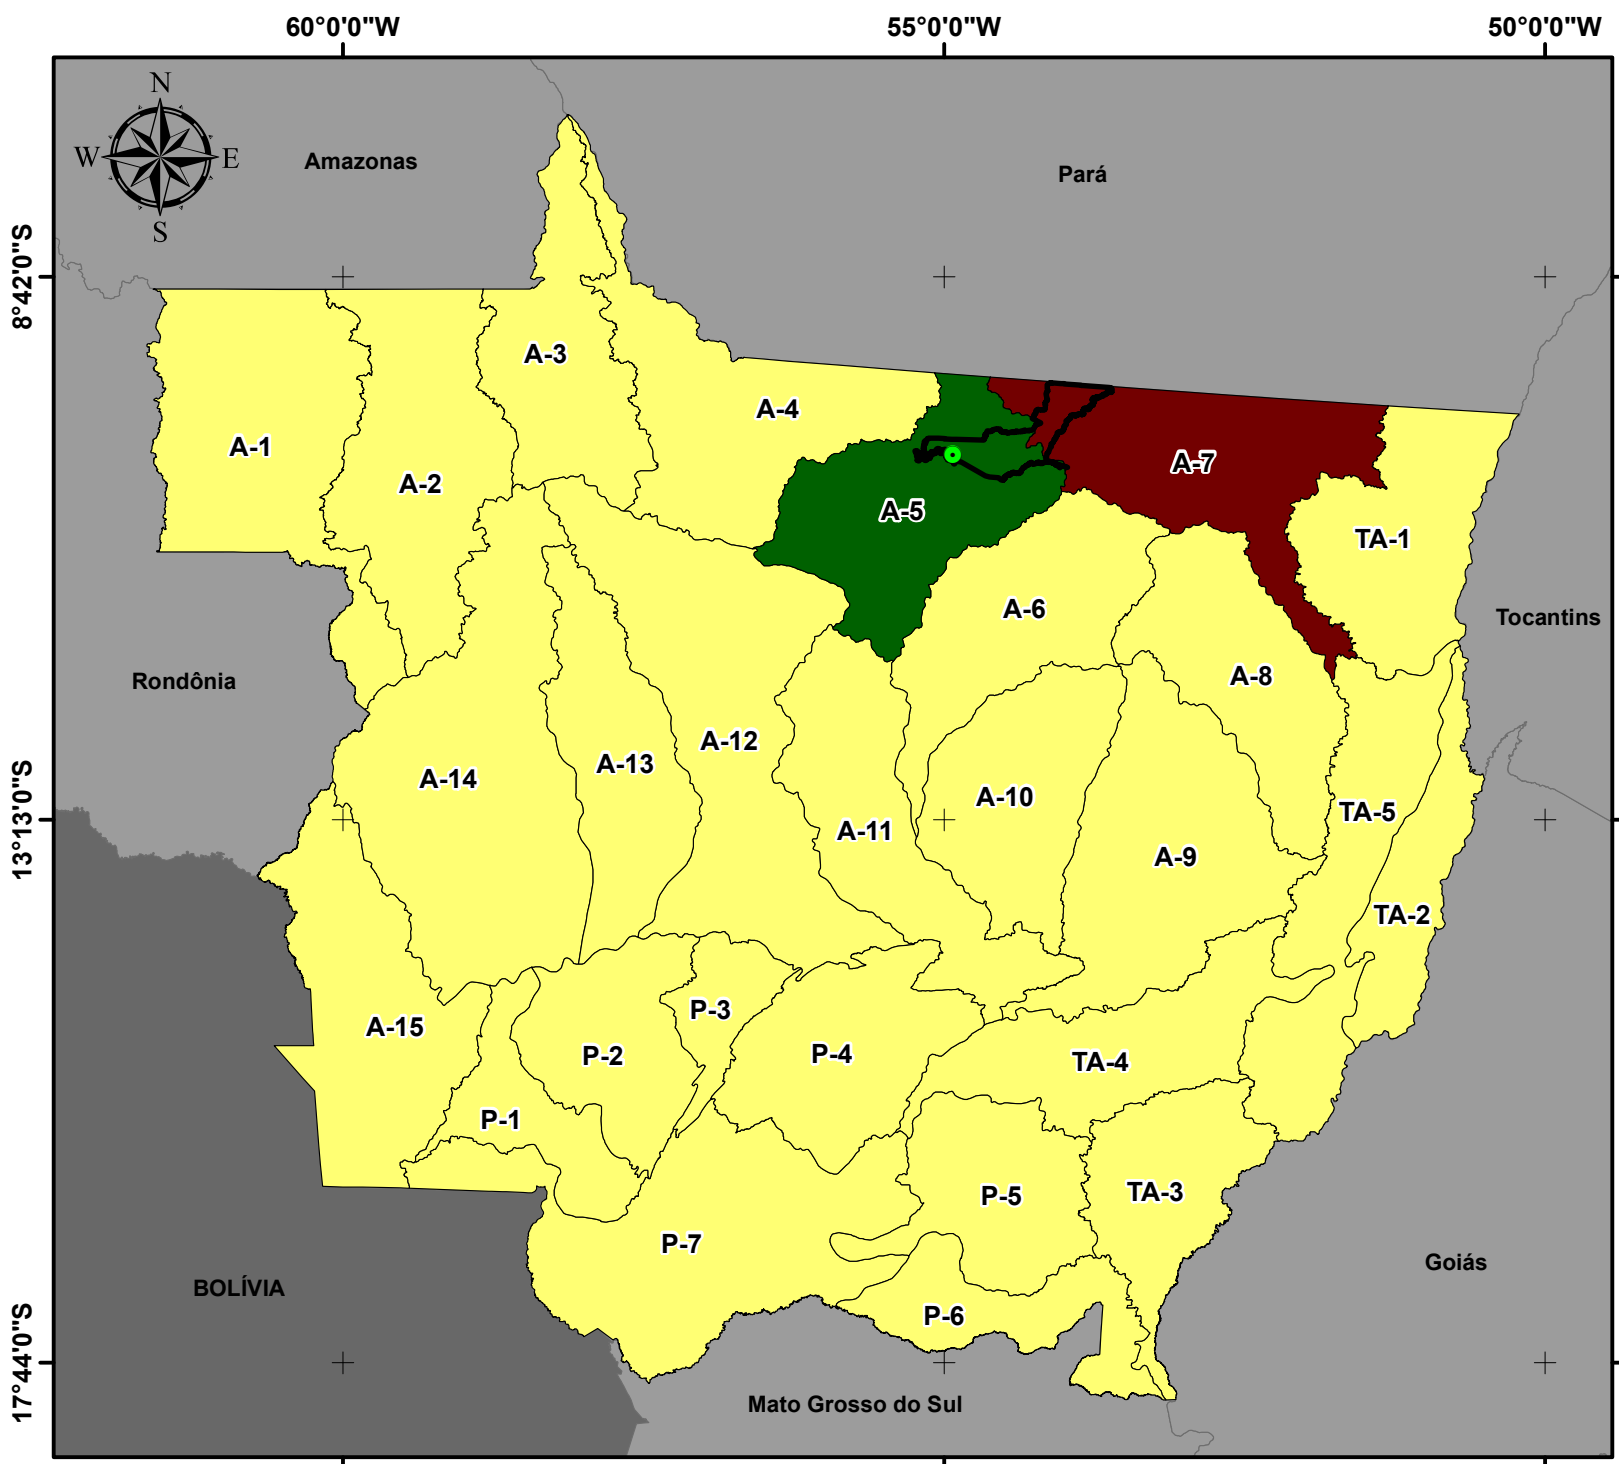 60°0'0"W
55°0'0"W
50°0'0"W
N
W
E
S
Amazonas
Pará
8°42'0"S
A-3
A-4
A-1
A-2
A-7
A-5
TA-1
A-6
Tocantins
Rondônia
A-8
A-12
A-13
A-14
A-10
TA-5
A-11
13°13'0"S
A-9
TA-2
P-3
A-15
P-2
P-4
TA-4
P-1
P-5
TA-3
P-7
Goiás
BOLÍVIA
P-6
17°44'0"S
Mato Grosso do Sul